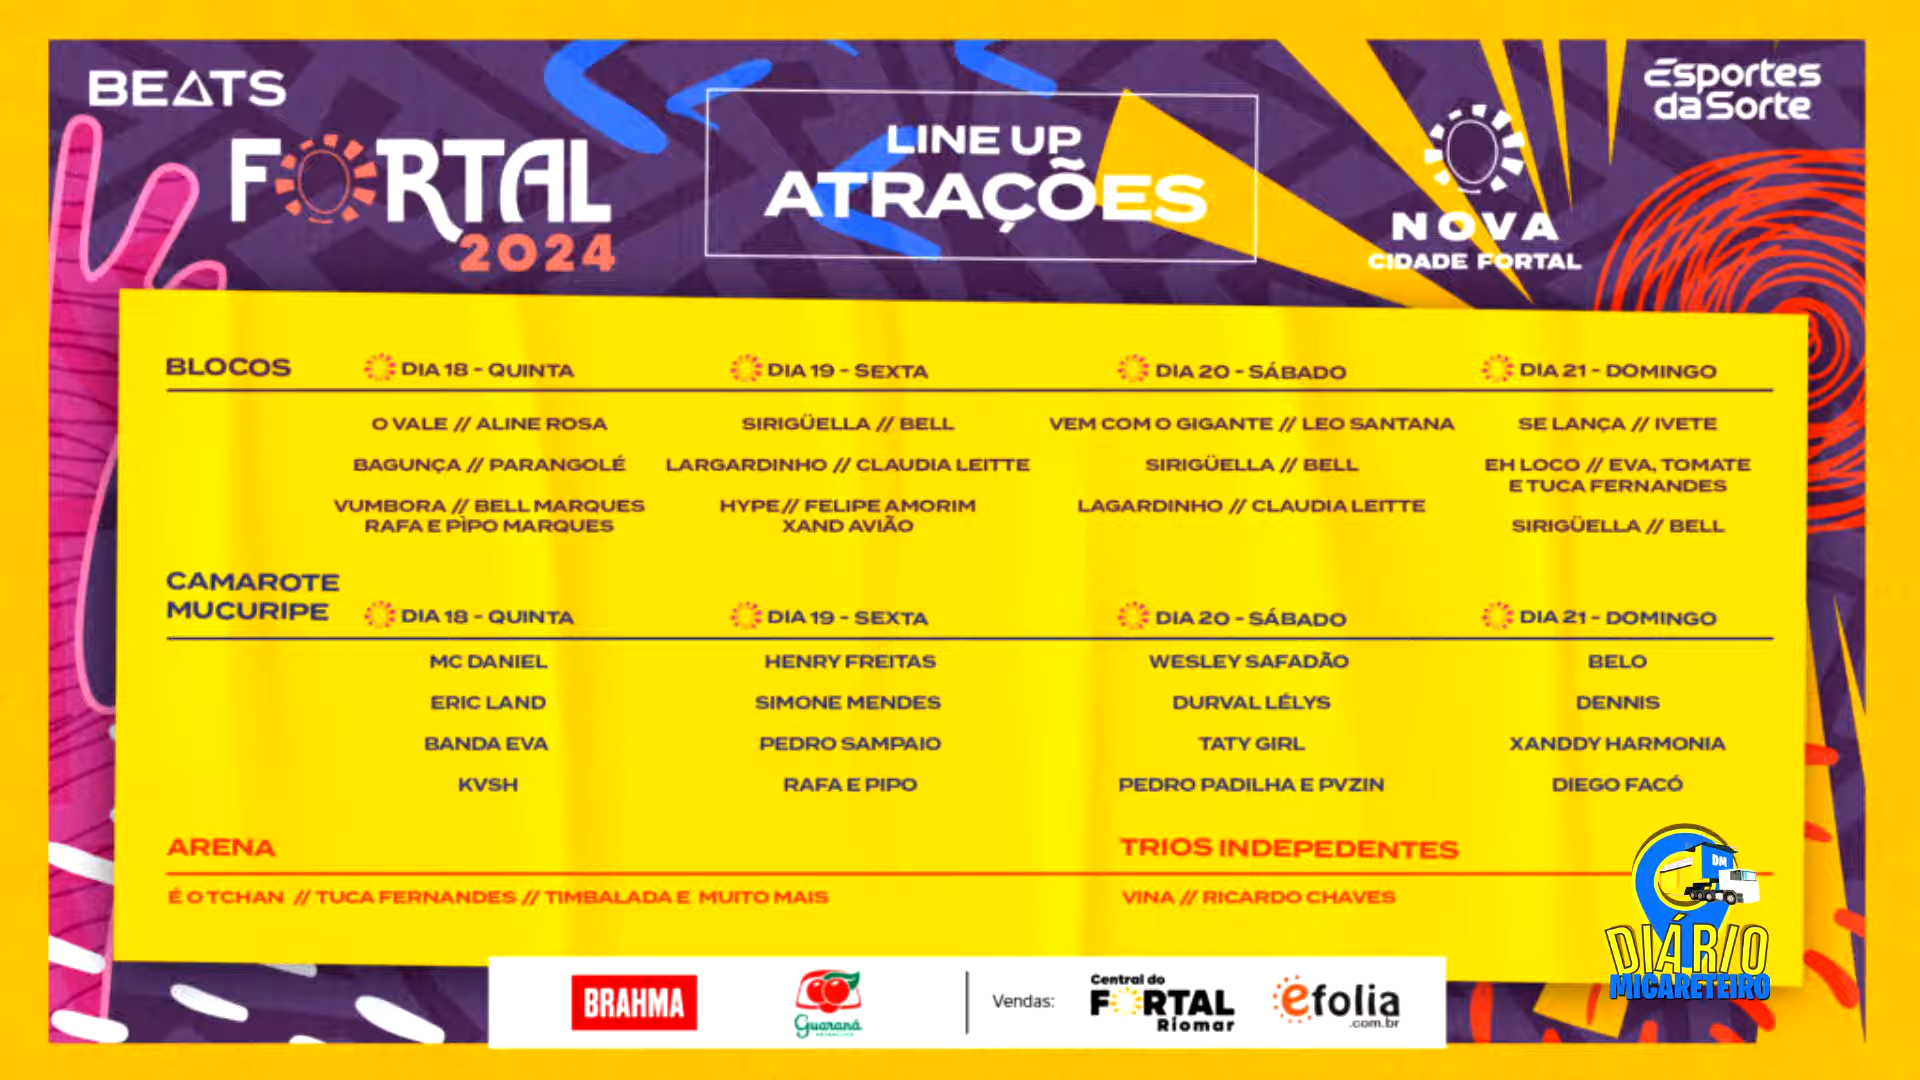 BEATS
FORTAL
2024
LINE UP
ATRAÇÕES
NOVA
CIDADE FORTAL
Esportes
daSorte
BLOCOS
DIA 18 - QUINTA
DIA 19 - SEXTA
DIA 20 - SÁBADO
DIA 21 - DOMINGO
O VALE // ALINE ROSA
BAGUNÇA // PARANGOLÉ
VUMBORA // BELL MARQUES
RAFA E PIPO MARQUES
SIRIGÜELLA // BELL
LARGARDINHO // CLAUDIA LEITTE
HYPE// FELIPE AMORIM
XAND AVIÃO
VEM COM O GIGANTE // LEO SANTANA
SIRIGÜELLA // BELL
LAGARDINHO // CLAUDIA LEITTE
SE LANÇA // IVETE
EH LOCO // EVA, TOMATE
E TUCA FERNANDES
SIRIGÜELLA // BELL
CAMAROTE
MUCURIPE
DIA 18 - QUINTA
DIA 19 - SEXTA
DIA 20 - SÁBADO
DIA 21 - DOMINGO
MC DANIEL
ERIC LAND
BANDA EVA
KVSH
HENRY FREITAS
SIMONE MENDES
PEDRO SAMPAIO
RAFA E PIPO
WESLEY SAFADÃO
DURVAL LÉLYS
TATY GIRL
PEDRO PADILHA E PVZIN
BELO
DENNIS
XANDDY HARMONIA
DIEGO FACÓ
ARENA
É O TCHAN // TUCA FERNANDES // TIMBALADA E MUITO MAIS
TRIOS INDEPEDENTES
VINA // RICARDO CHAVES
DM
DIÁRIO
MICARETEIRO
BRAHMA
Guaraná
Vendas:
Central do
FORTAL
Riomar
efolia
.com.br